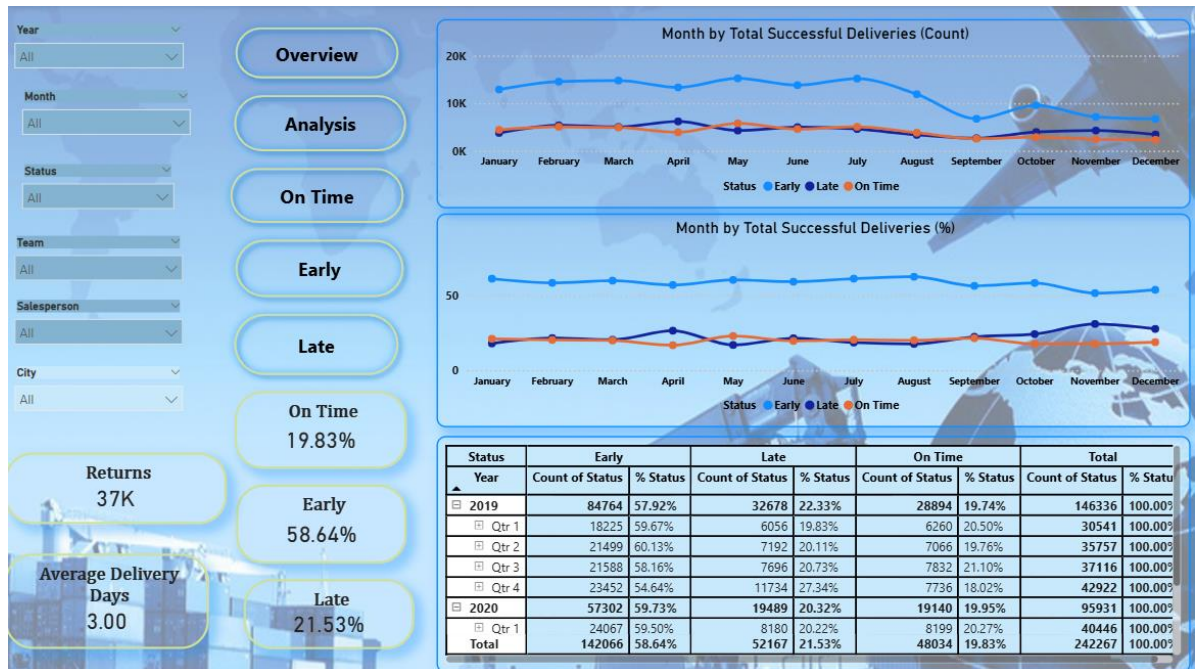 Year
All
Month
All
Status
All
Team
All
Salesperson
All
City
All
Overview
Analysis
On Time
Early
Late
On Time
19.83%
Early
58.64%
Late
21.53%
Returns
37K
Average Delivery
Days
3.00
Month by Total Successful Deliveries (Count)
20K
10K
0K
January February March April May June July August September October November December
Status Early Late On Time
Month by Total Successful Deliveries (%)
50
0
January February March April May June July August September October November December
Status Early Late On Time
Status Early Late On Time Total
Year Count of Status % Status Count of Status % Status Count of Status % Status Count of Status % Statu
2019 84764 57.92% 32678 22.33% 28894 19.74% 146336 100.00%
Qtr 1 18225 59.67% 6056 19.83% 6260 20.50% 30541 100.00%
Qtr 2 21499 60.13% 7192 20.11% 7066 19.76% 35757 100.00%
Qtr 3 21588 58.16% 7696 20.73% 7832 21.10% 37116 100.00%
Qtr 4 23452 54.64% 11734 27.34% 7736 18.02% 42922 100.00%
2020 57302 59.73% 19489 20.32% 19140 19.95% 95931 100.00%
Qtr 1 24067 59.50% 8180 20.22% 8199 20.27% 40446 100.00%
Total 142066 58.64% 52167 21.53% 48034 19.83% 242267 100.00%